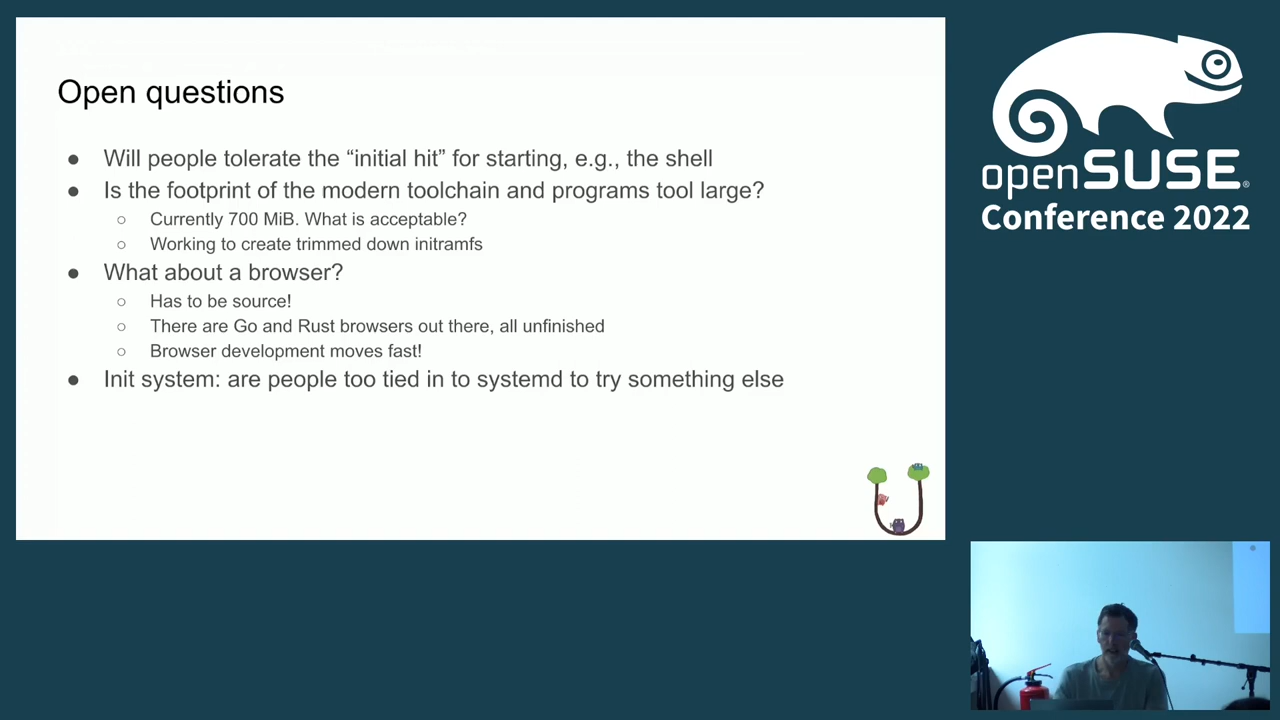 Open questions
● Will people tolerate the “initial hit” for starting, e.g., the shell
● Is the footprint of the modern toolchain and programs tool large?
○ Currently 700 MiB. What is acceptable?
○ Working to create trimmed down initramfs
● What about a browser?
○ Has to be source!
○ There are Go and Rust browsers out there, all unfinished
○ Browser development moves fast!
● Init system: are people too tied in to systemd to try something else
openSUSE®
Conference 2022